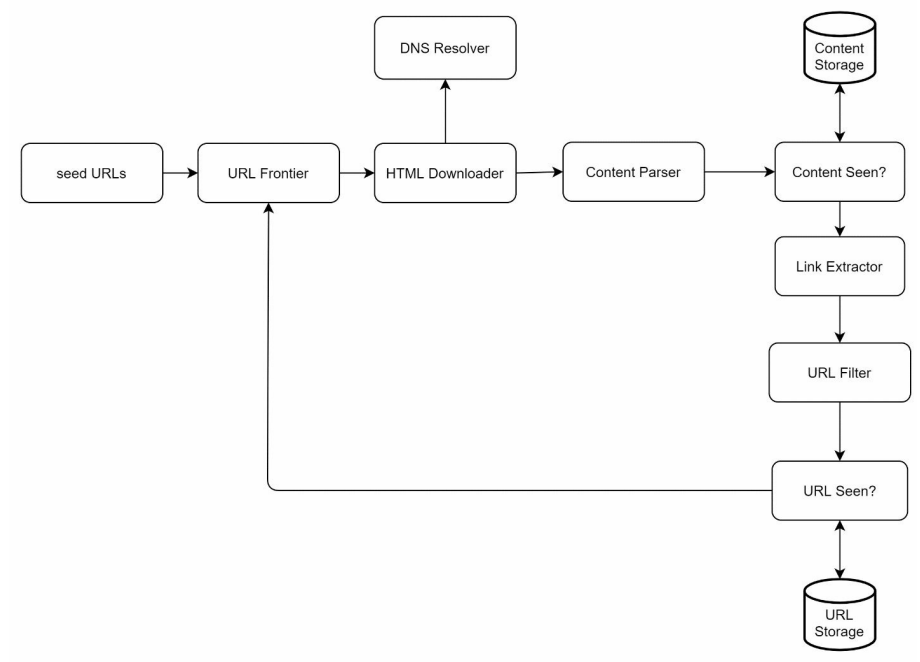 DNS Resolver
Content
Storage
seed URLs
URL Frontier
HTML Downloader
Content Parser
Content Seen?
Link Extractor
URL Filter
URL Seen?
URL
Storage